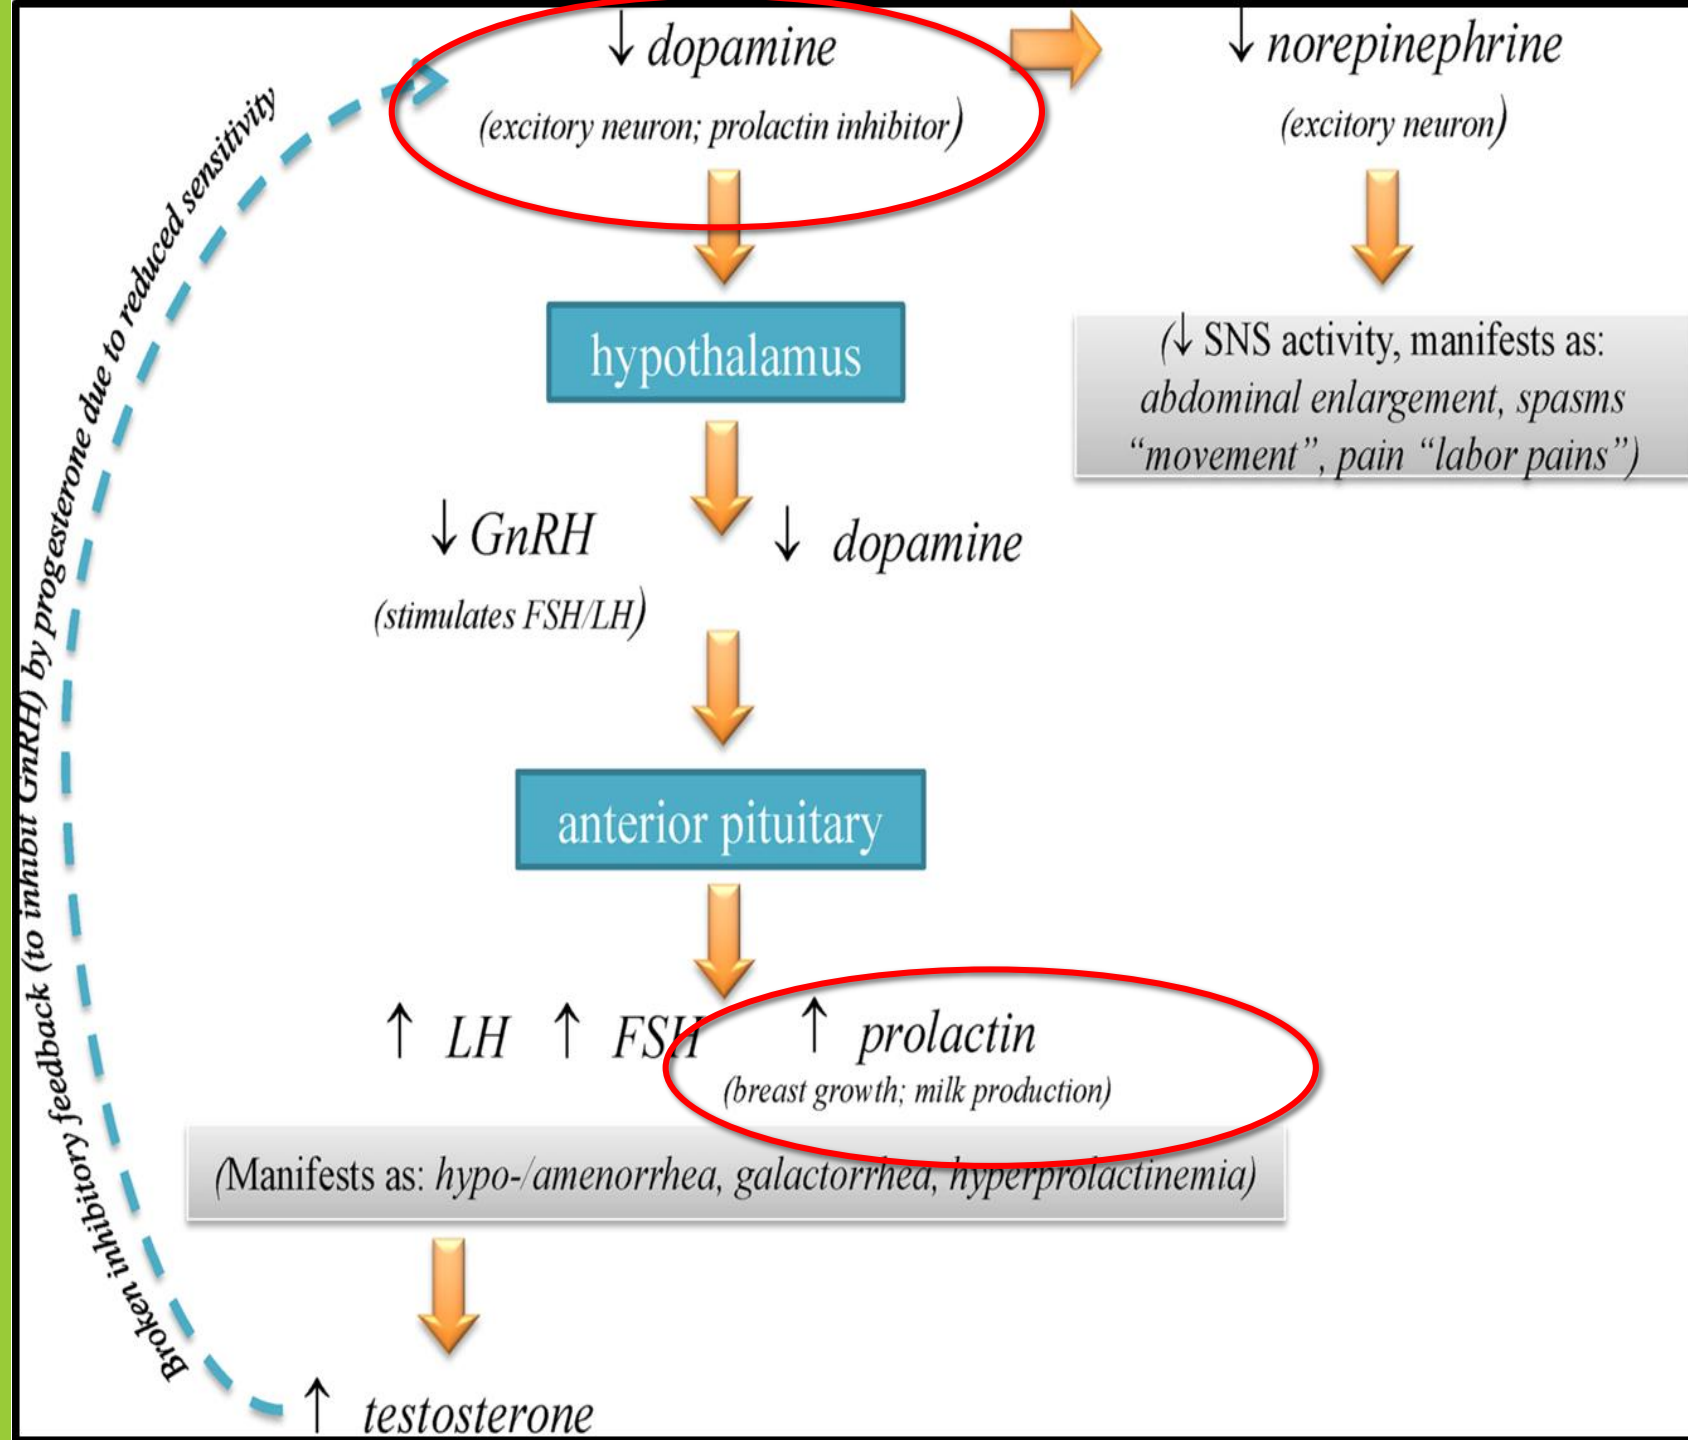 ↓ dopamine
(excitory neuron; prolactin inhibitor)
↓ norepinephrine
(excitory neuron)
hypothalamus
(↓ SNS activity, manifests as:
abdominal enlargement, spasms
“movement”, pain “labor pains”)
↓ GnRH
(stimulates FSH/LH)
↓ dopamine
anterior pituitary
↑ LH ↑ FSH ↑ prolactin
(breast growth; milk production)
(Manifests as: hypo-/amenorrhea, galactorrhea, hyperprolactinemia)
↑ testosterone
Broken inhibitory feedback (to inhibit GnRH) by progesterone due to reduced sensitivity